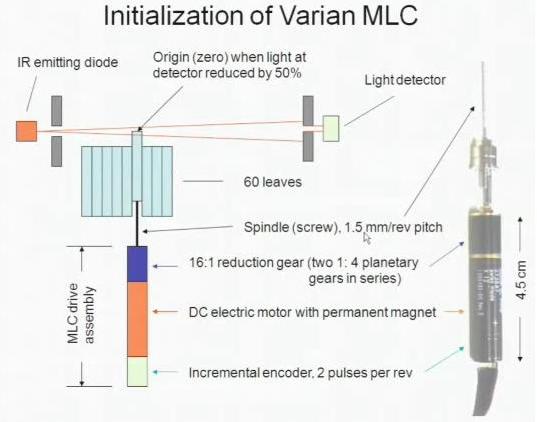 Initialization of Varian MLC
IR emitting diode
Origin (zero) when light at
detector reduced by 50%
Light detector
60 leaves
Spindle (screw), 1.5 mm/rev pitch
16:1 reduction gear (two 1: 4 planetary
gears in series)
MLC drive
assembly
DC electric motor with permanent magnet
4.5 cm
Incremental encoder, 2 pulses per rev